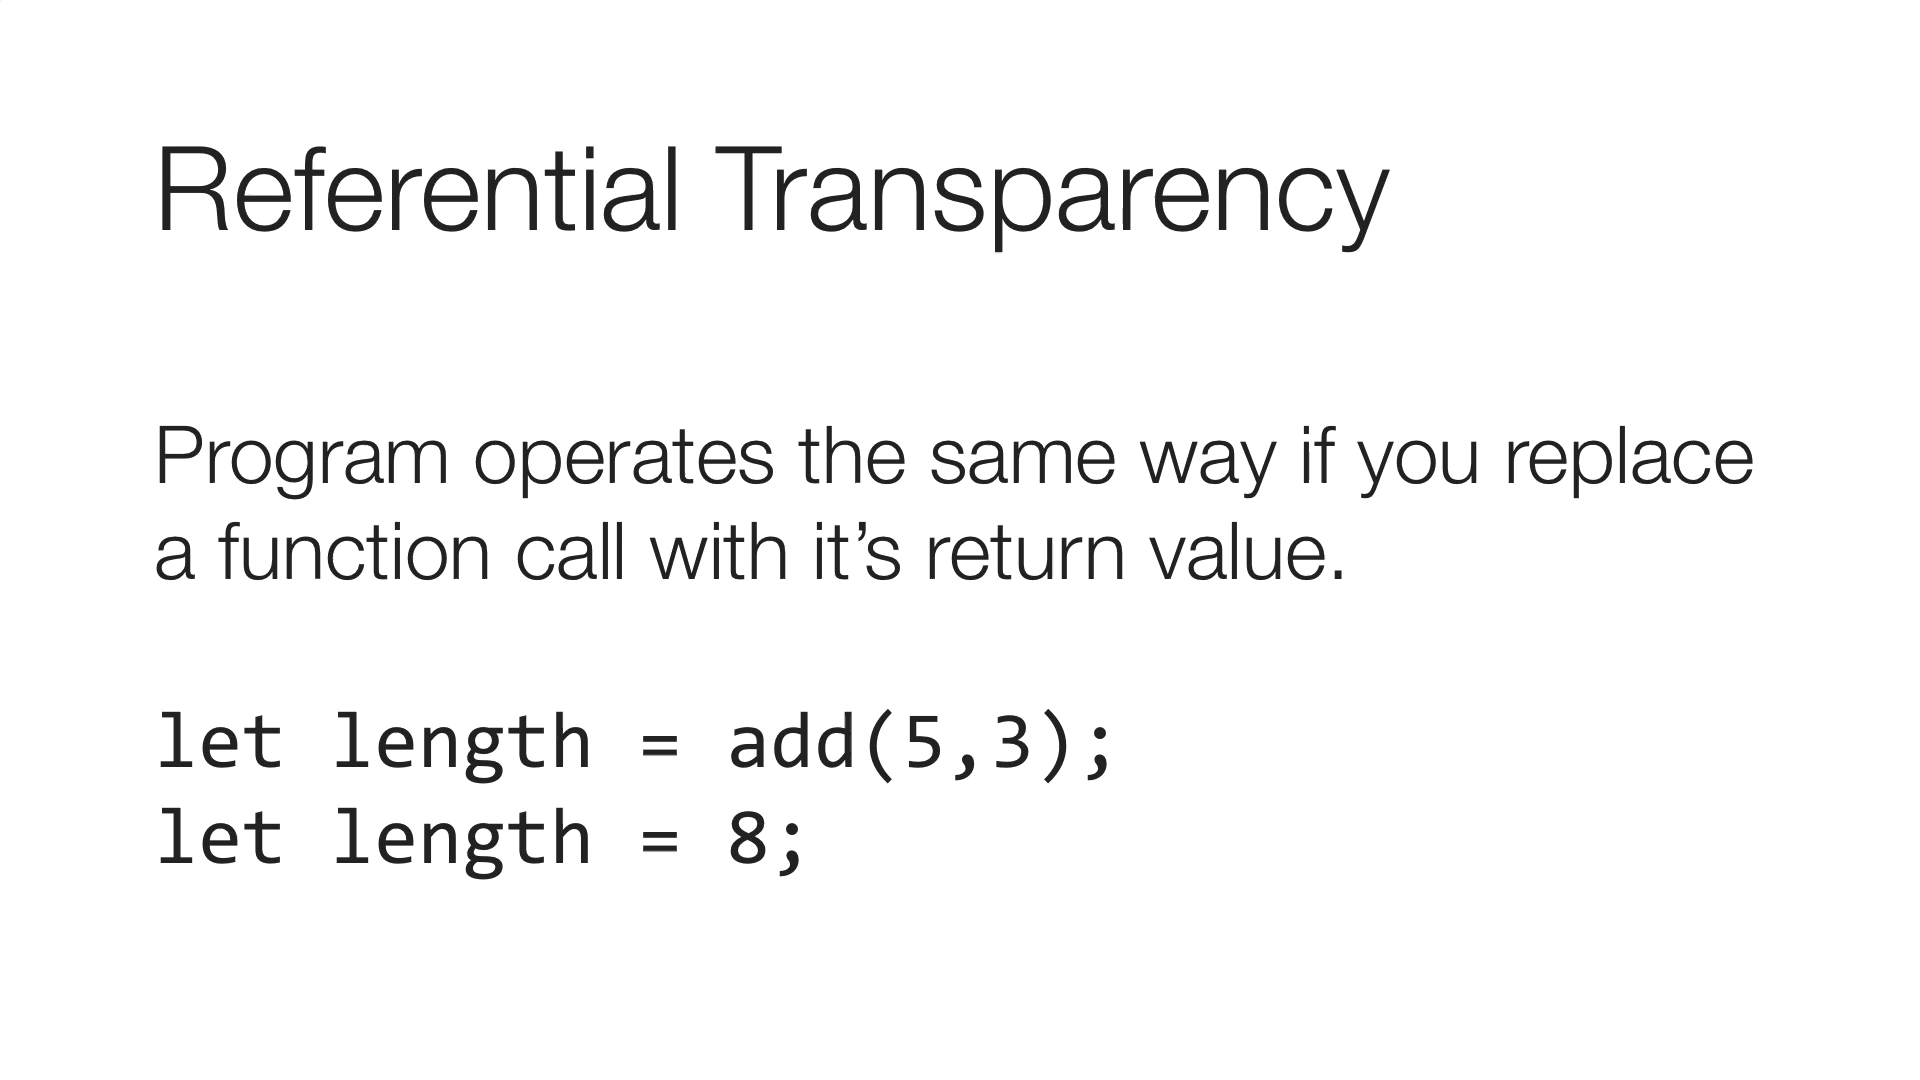 Referential Transparency
Program operates the same way if you replace
a function call with it’s return value.
let length = add(5,3);
let length = 8;